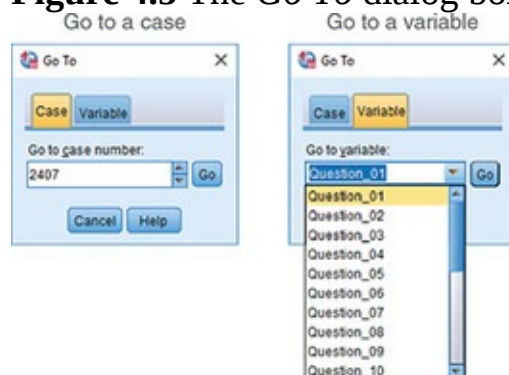 Figure 4.3 The Go To dialog box
Go to a case
Go To
Case Variable
Go to case number:
2407
Go
Cancel Help
Go to a variable
Go To
Case Variable
Go to variable:
Question_01
Go
Question_01
Question_02
Question_03
Question_04
Question_05
Question_06
Question_07
Question_08
Question_09
Question_10